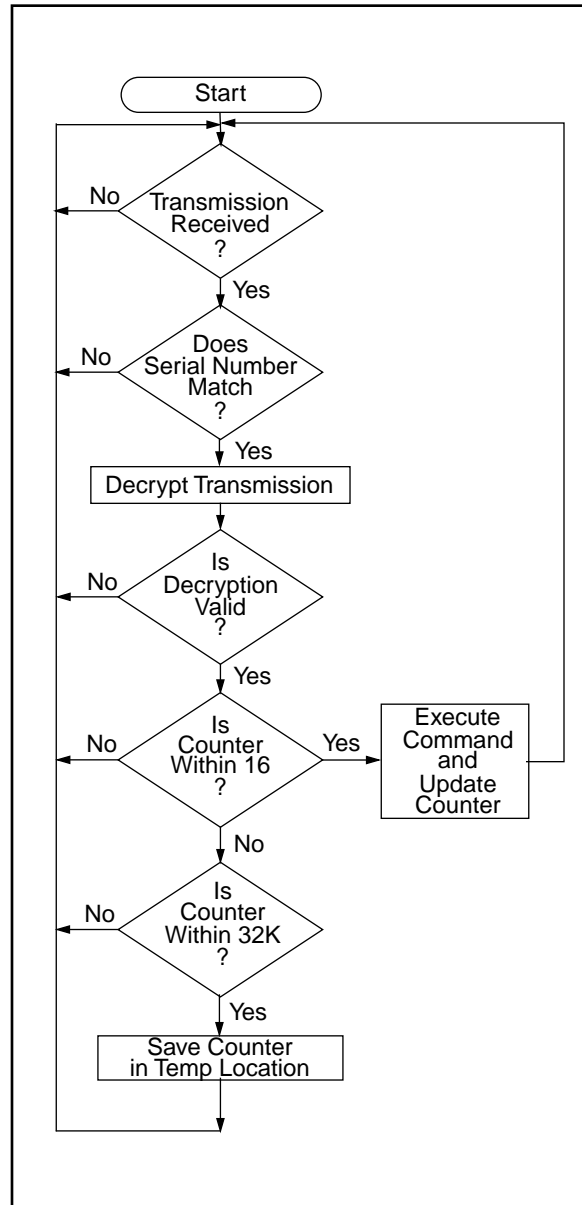 Start
No
Transmission
Received
?
Yes
No
Does
Serial Number
Match
?
Yes
Decrypt Transmission
No
Is
Decryption
Valid
?
Yes
No
Is
Counter
Within 16
?
Yes
Execute
Command
and
Update
Counter
No
No
Is
Counter
Within 32K
?
Yes
Save Counter
in Temp Location